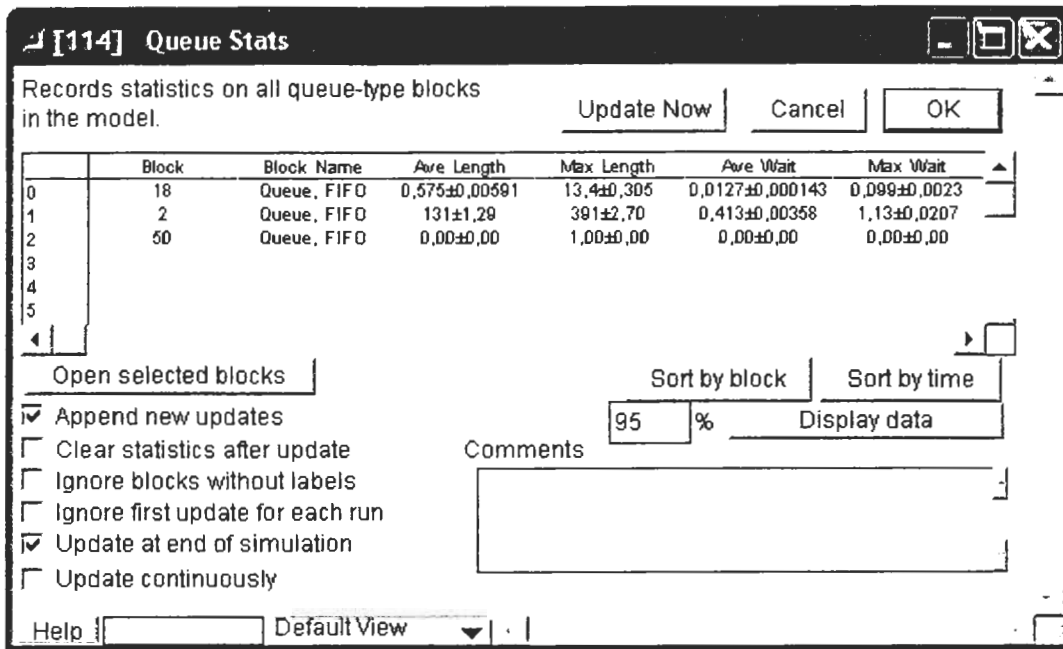 [114] Queue Stats
Records statistics on all queue-type blocks
in the model.
Update Now
Cancel
OK
Block Block Name Ave Length Max Length Ave Wait Max Wait
0 18 Queue, FIFO 0,575±0,00591 13,4±0,305 0,0127±0,000143 0,099±0,0023
1 2 Queue, FIFO 131±1,29 391±2,70 0,413±0,00358 1,13±0,0207
2 50 Queue, FIFO 0,00±0,00 1,00±0,00 0,00±0,00 0,00±0,00
3
4
5
Open selected blocks
Sort by block
Sort by time
Append new updates
95 %
Display data
Clear statistics after update
Comments
Ignore blocks without labels
Ignore first update for each run
Update at end of simulation
Update continuously
Help
Default View